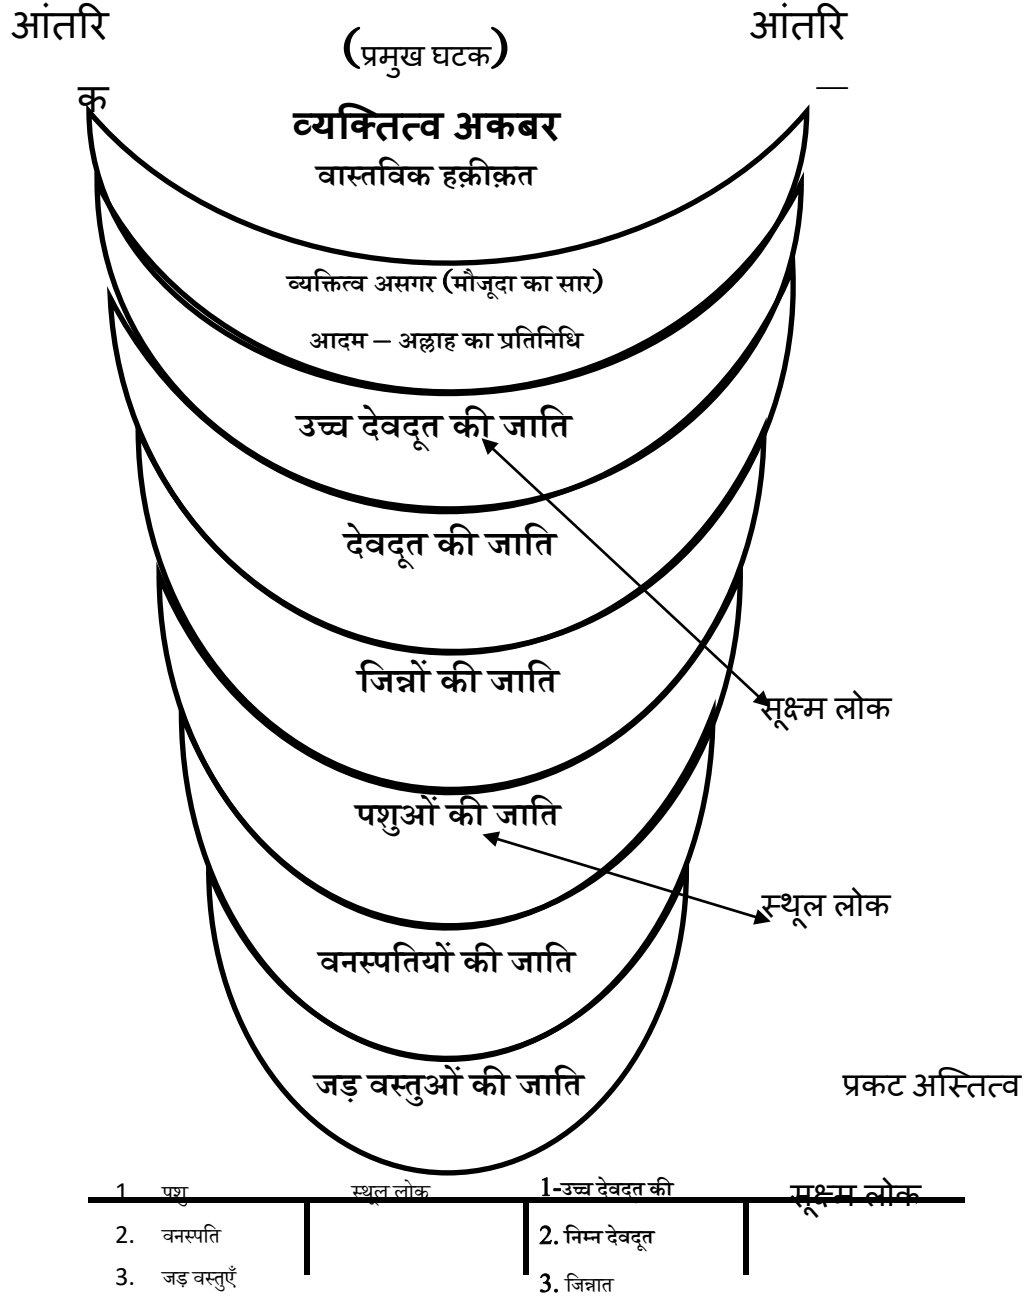 आंतरि
आंतरि
(प्रमुख घटक)
क
व्यक्तित्व अकबर
वास्तविक हक़ीक़त
व्यक्तित्व असगर (मौजूदा का सार)
आदम – अल्लाह का प्रतिनिधि
उच्च देवदूत की जाति
देवदूत की जाति
जिन्नों की जाति
सूक्ष्म लोक
पशुओं की जाति
स्थूल लोक
वनस्पतियों की जाति
जड़ वस्तुओं की जाति
प्रकट अस्तित्व
1 पशु
स्थूल लोक
1-उच्च देवदूत की
सूक्ष्म लोक
2. वनस्पति
2. निम्न देवदूत
3. जड़ वस्तुएँ
3. जिन्नात